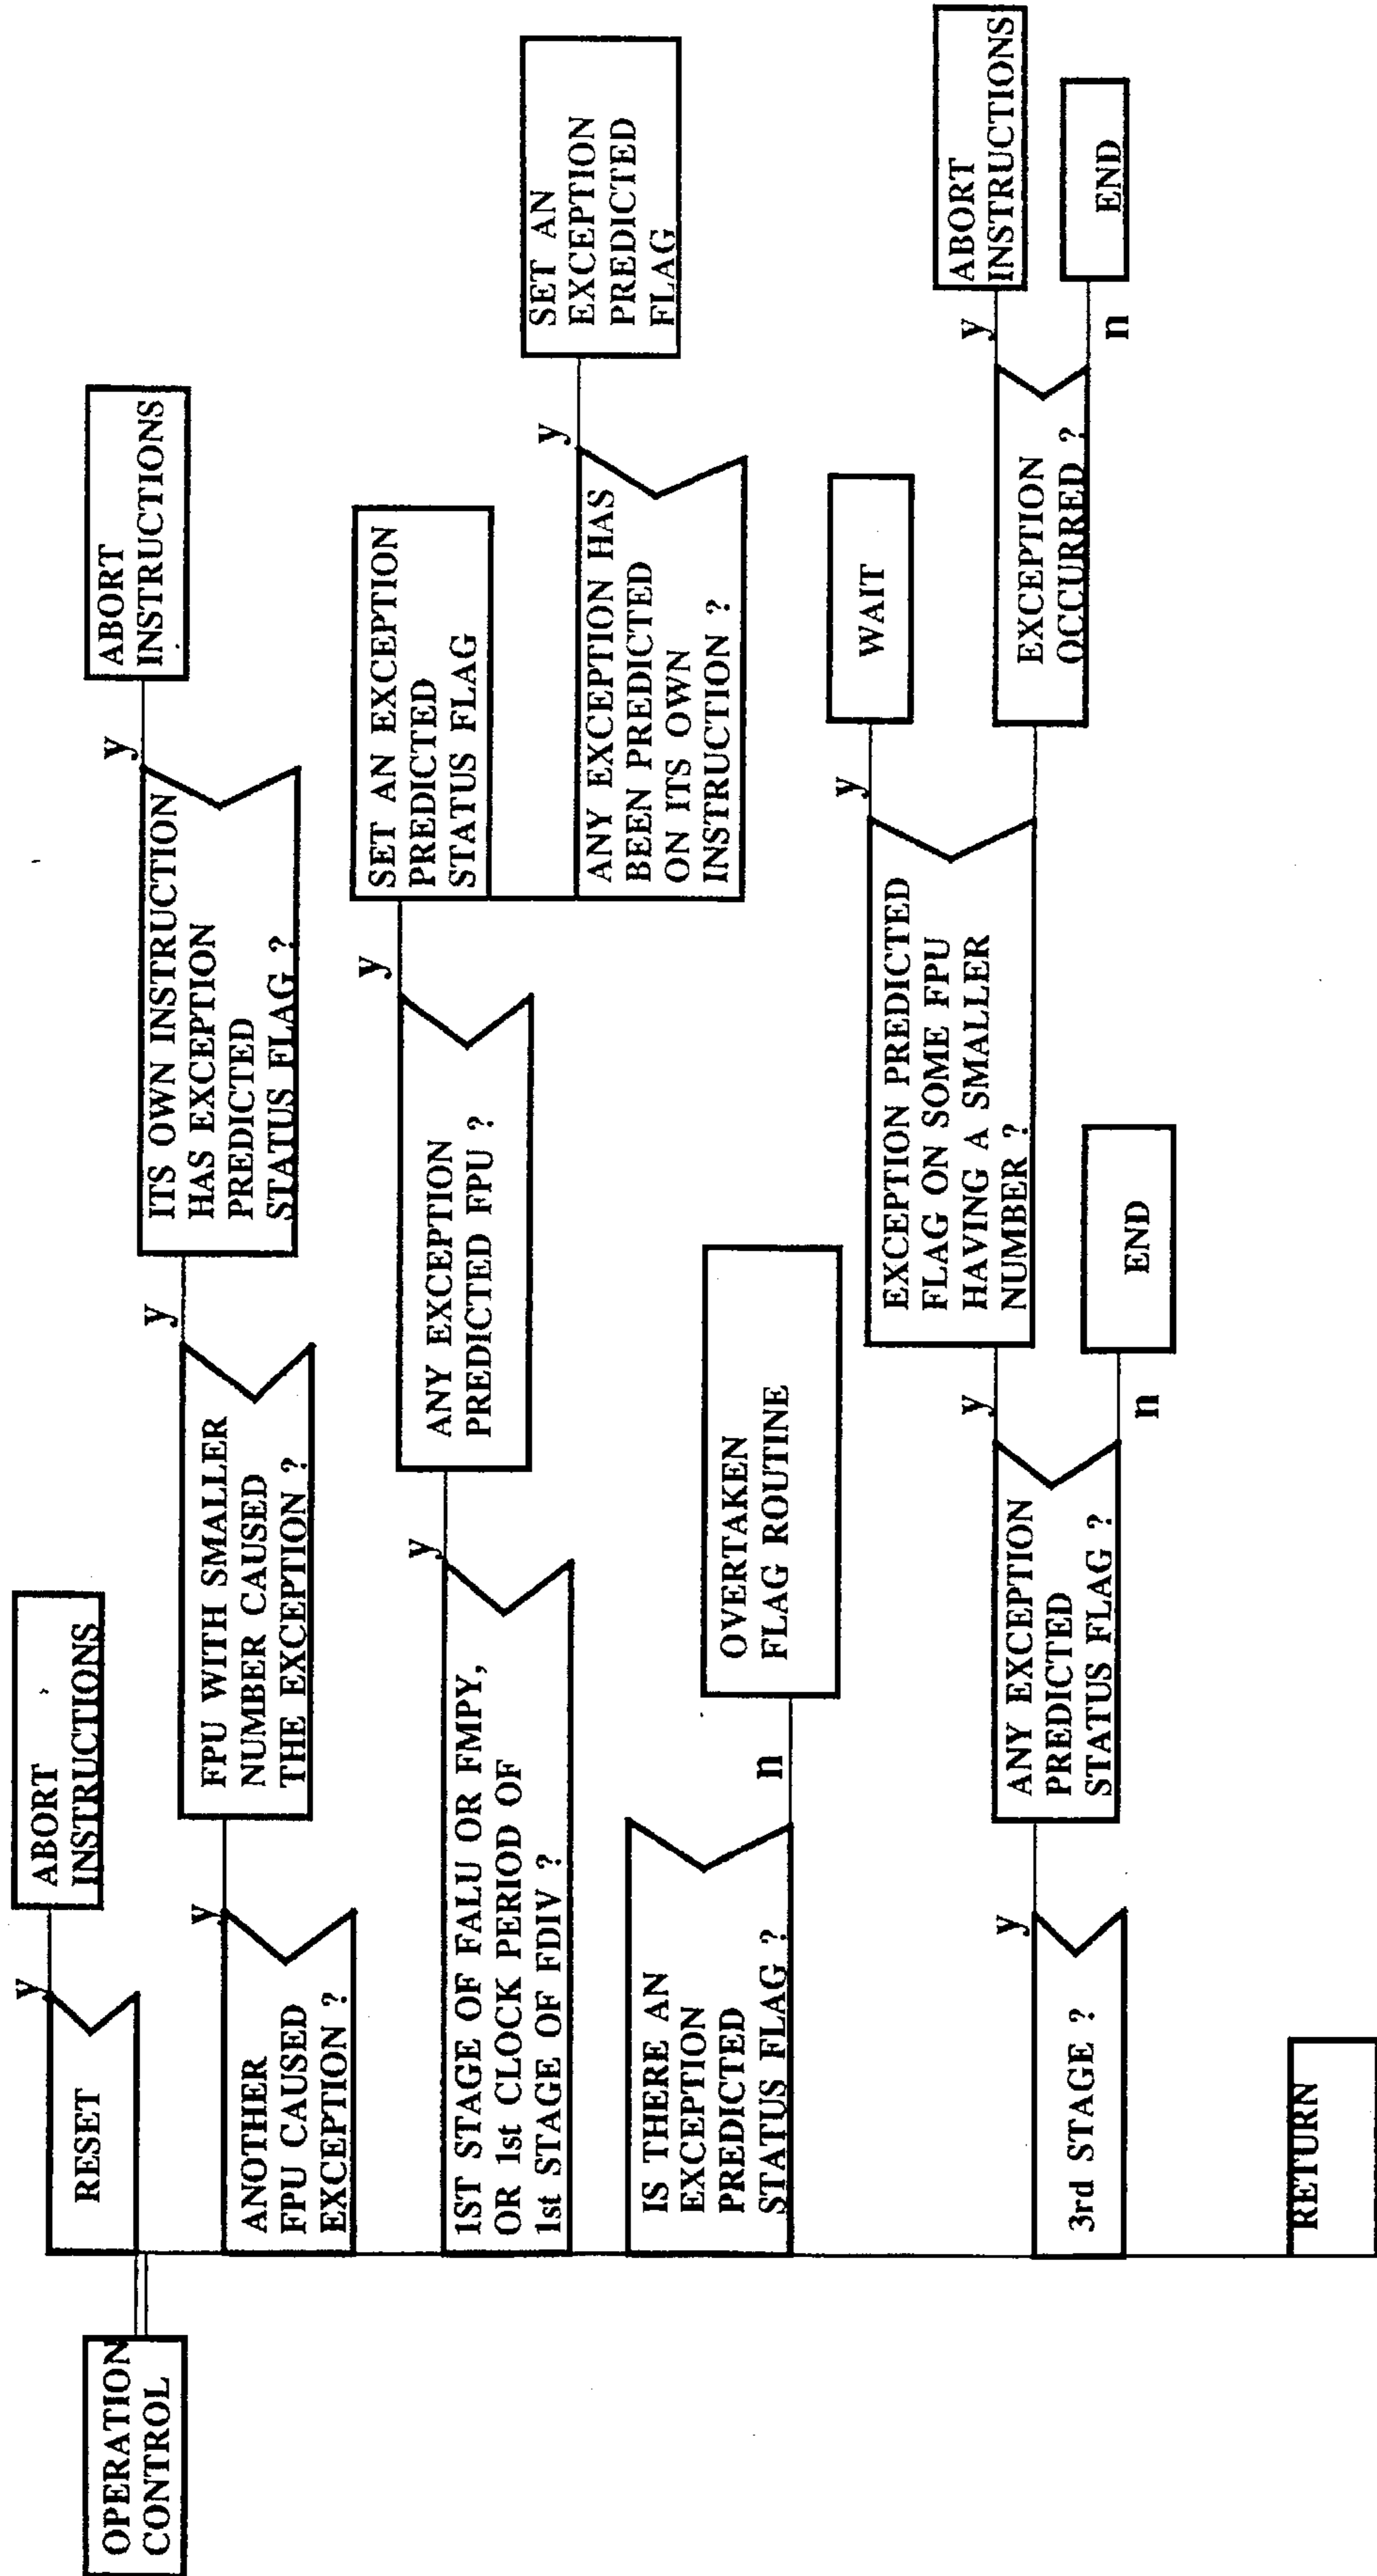 OPERATION
CONTROL
RESET
y
ABORT
INSTRUCTIONS
ANOTHER
FPU CAUSED
EXCEPTION ?
y
FPU WITH SMALLER
NUMBER CAUSED
THE EXCEPTION ?
y
ITS OWN INSTRUCTION
HAS EXCEPTION
PREDICTED
STATUS FLAG ?
y
ABORT
INSTRUCTIONS
1ST STAGE OF FALU OR FMPY,
OR 1st CLOCK PERIOD OF
1st STAGE OF FDIV ?
y
ANY EXCEPTION
PREDICTED FPU ?
y
SET AN EXCEPTION
PREDICTED
STATUS FLAG
ANY EXCEPTION HAS
BEEN PREDICTED
ON ITS OWN
INSTRUCTION ?
y
SET AN
EXCEPTION
PREDICTED
FLAG
IS THERE AN
EXCEPTION
PREDICTED
STATUS FLAG ?
n
OVERTAKEN
FLAG ROUTINE
3rd STAGE ?
y
ANY EXCEPTION
PREDICTED
STATUS FLAG ?
y
n
END
EXCEPTION PREDICTED
FLAG ON SOME FPU
HAVING A SMALLER
NUMBER ?
y
WAIT
EXCEPTION
OCCURRED ?
y
ABORT
INSTRUCTIONS
n
END
RETURN